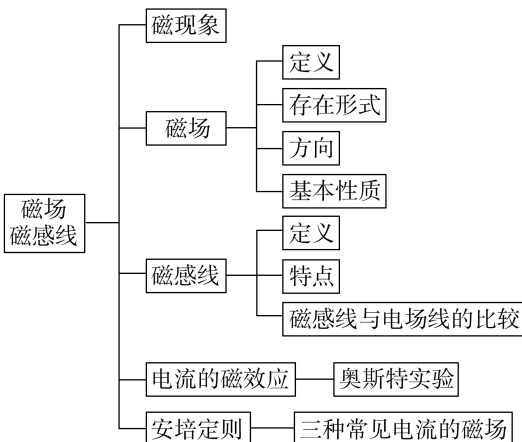 磁现象
定义
存在形式
磁场
方向
基本性质
磁场
磁感线
定义
磁感线
特点
磁感线与电场线的比较
电流的磁效应
奥斯特实验
安培定则
三种常见电流的磁场